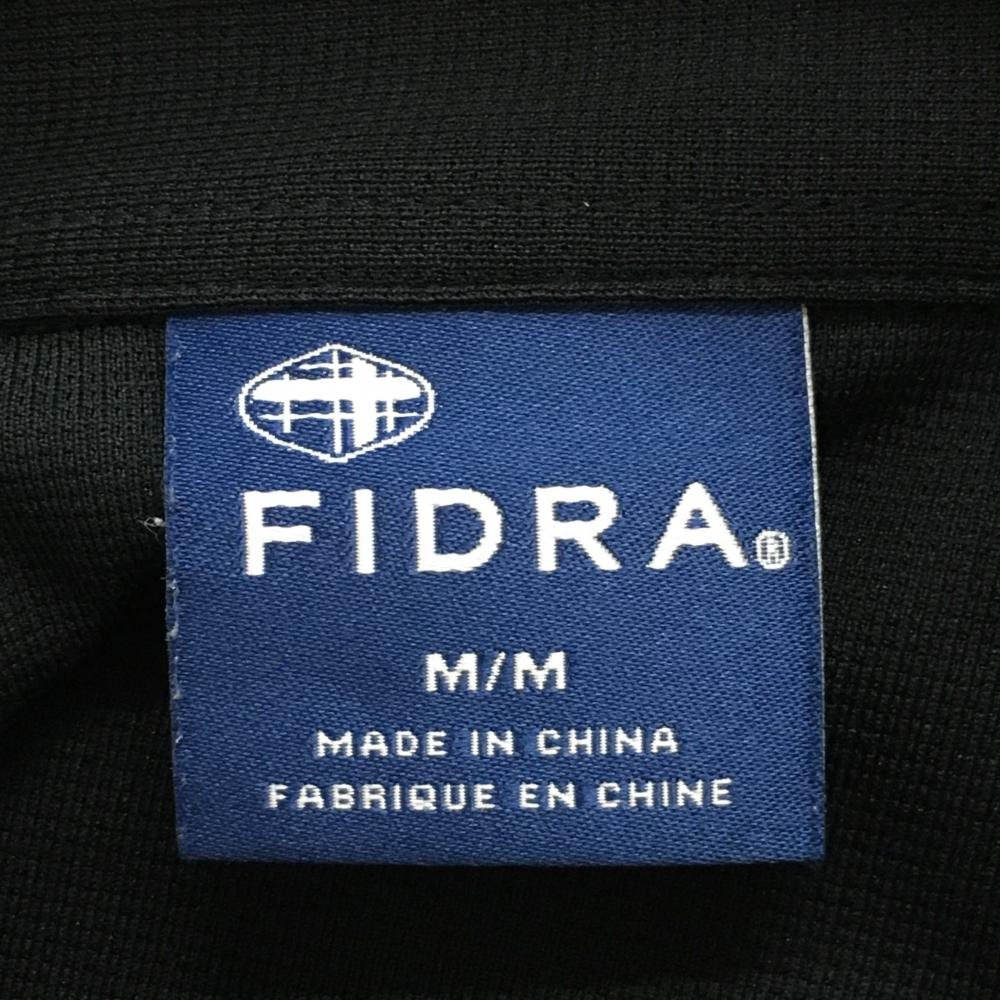 FIDRA®
M/M
MADE IN CHINA
FABRIQUE EN CHINE